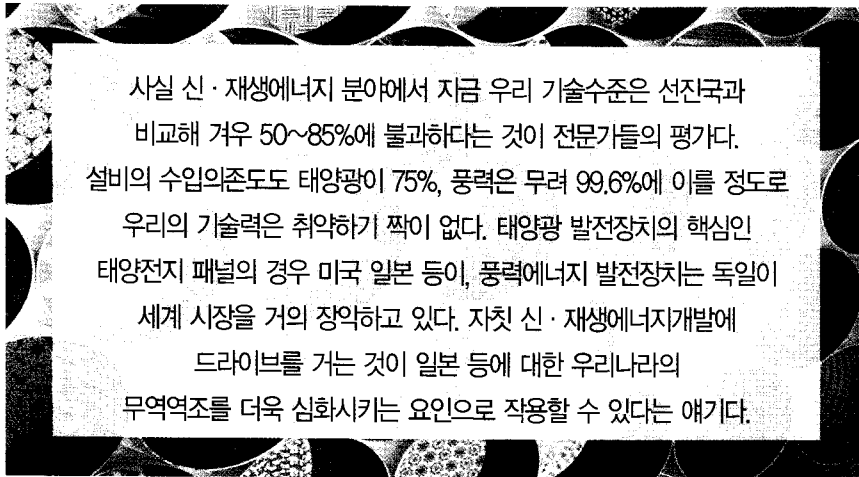 사실 신 · 재생에너지 분야에서 지금 우리 기술수준은 선진국과
비교해 겨우 50~85%에 불과하다는 것이 전문가들의 평가다.
설비의 수입의존도도 태양광이 75%, 풍력은 무려 99.6%에 이를 정도로
우리의 기술력은 취약하기 짝이 없다. 태양광 발전장치의 핵심인
태양전지 패널의 경우 미국 일본 등이, 풍력에너지 발전장치는 독일이
세계 시장을 거의 장악하고 있다. 자칫 신 · 재생에너지개발에
드라이브를 거는 것이 일본 등에 대한 우리나라의
무역역조를 더욱 심화시키는 요인으로 작용할 수 있다는 얘기다.